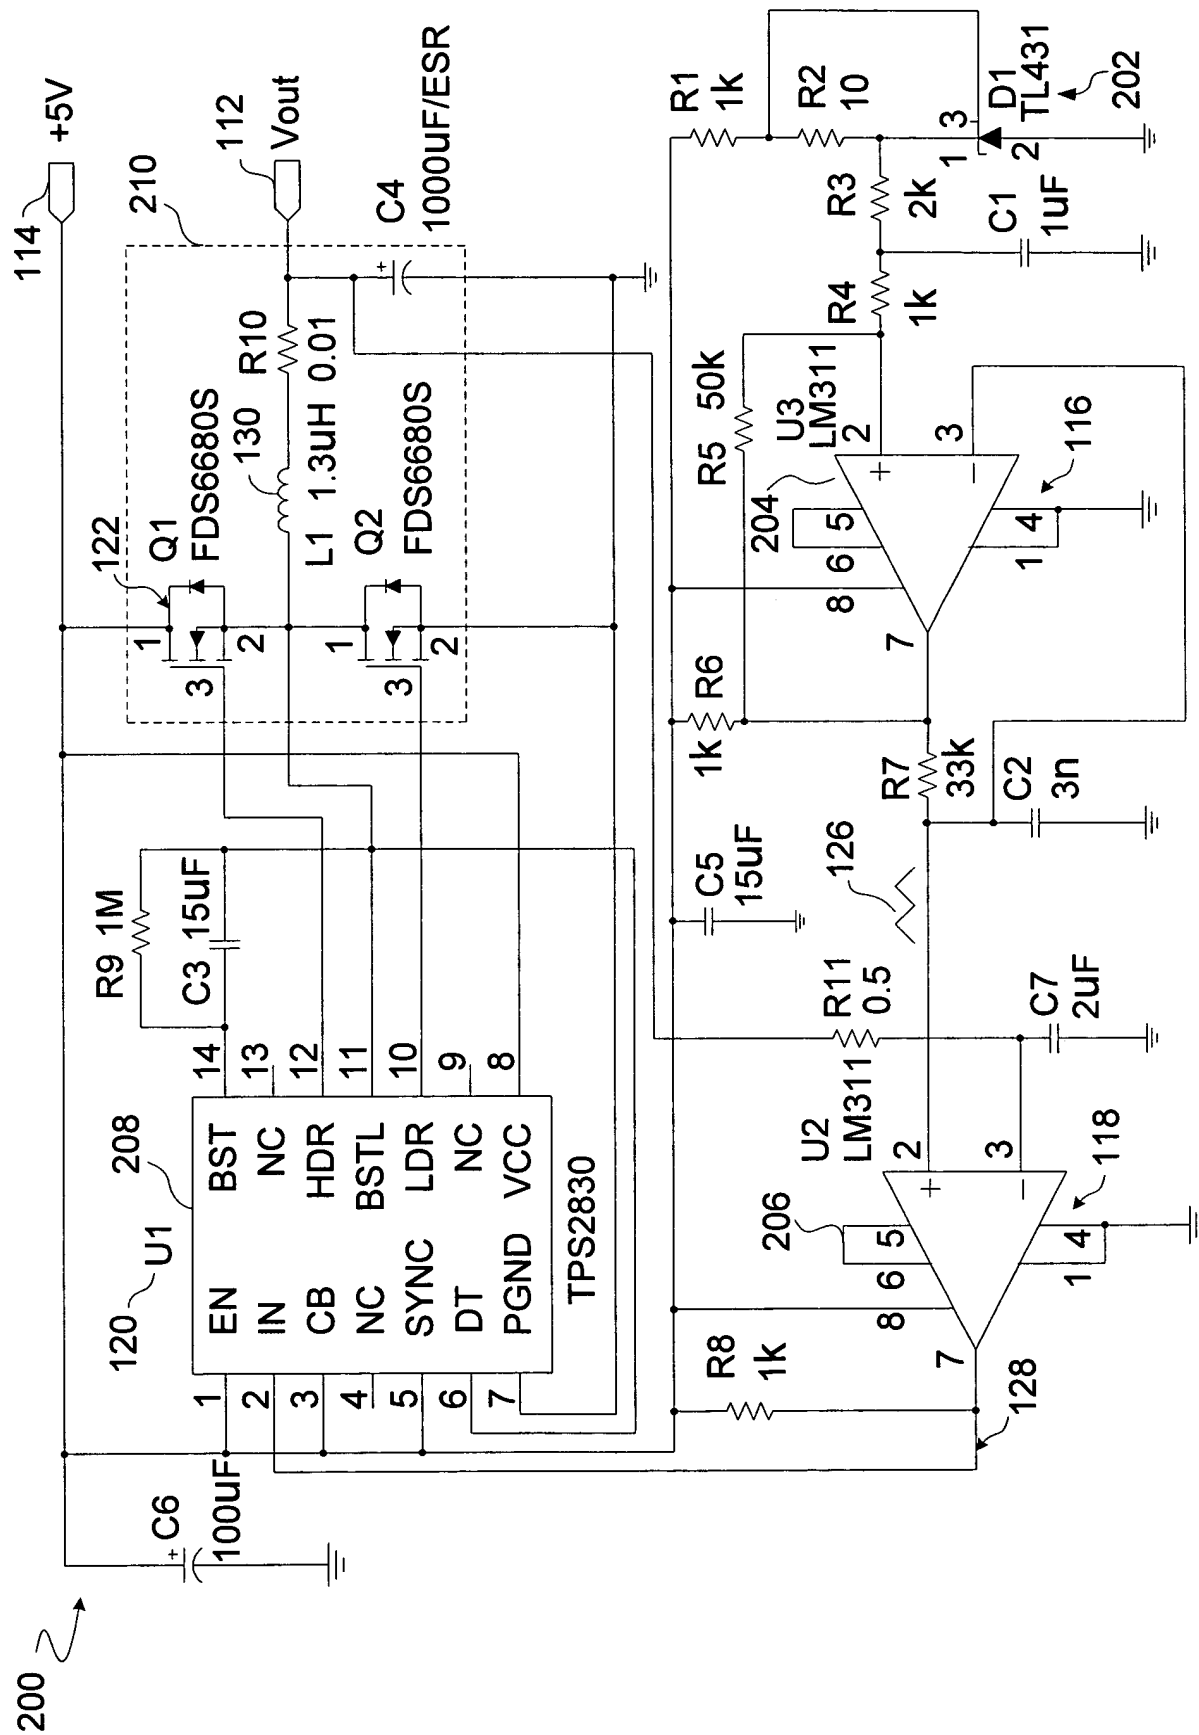 200
C6
100uF
+
114
+5V
210
112
Vout
C4
1000uF/ESR
+
R10
0.01
130
L1 1.3uH
122
Q1
FDS6680S
1
2
3
Q2
FDS6680S
1
2
3
R9 1M
C3 15uF
120
U1
208
TPS2830
1 EN
2 IN
3 CB
4 NC
5 SYNC
6 DT
7 PGND
BST 14
NC 13
HDR 12
BSTL 11
LDR 10
NC 9
VCC 8
R8
1k
128
206
U2
LM311
2
3
5
6
8
7
4
1
+
−
118
R11
0.5
C7
2uF
126
C5
15uF
R7
33k
C2
3n
R6
1k
R5 50k
204
U3
LM311
2
3
5
6
8
7
4
1
+
−
116
R4
1k
R3
2k
C1
1uF
R1
1k
R2
10
D1
TL431
1
2
3
202